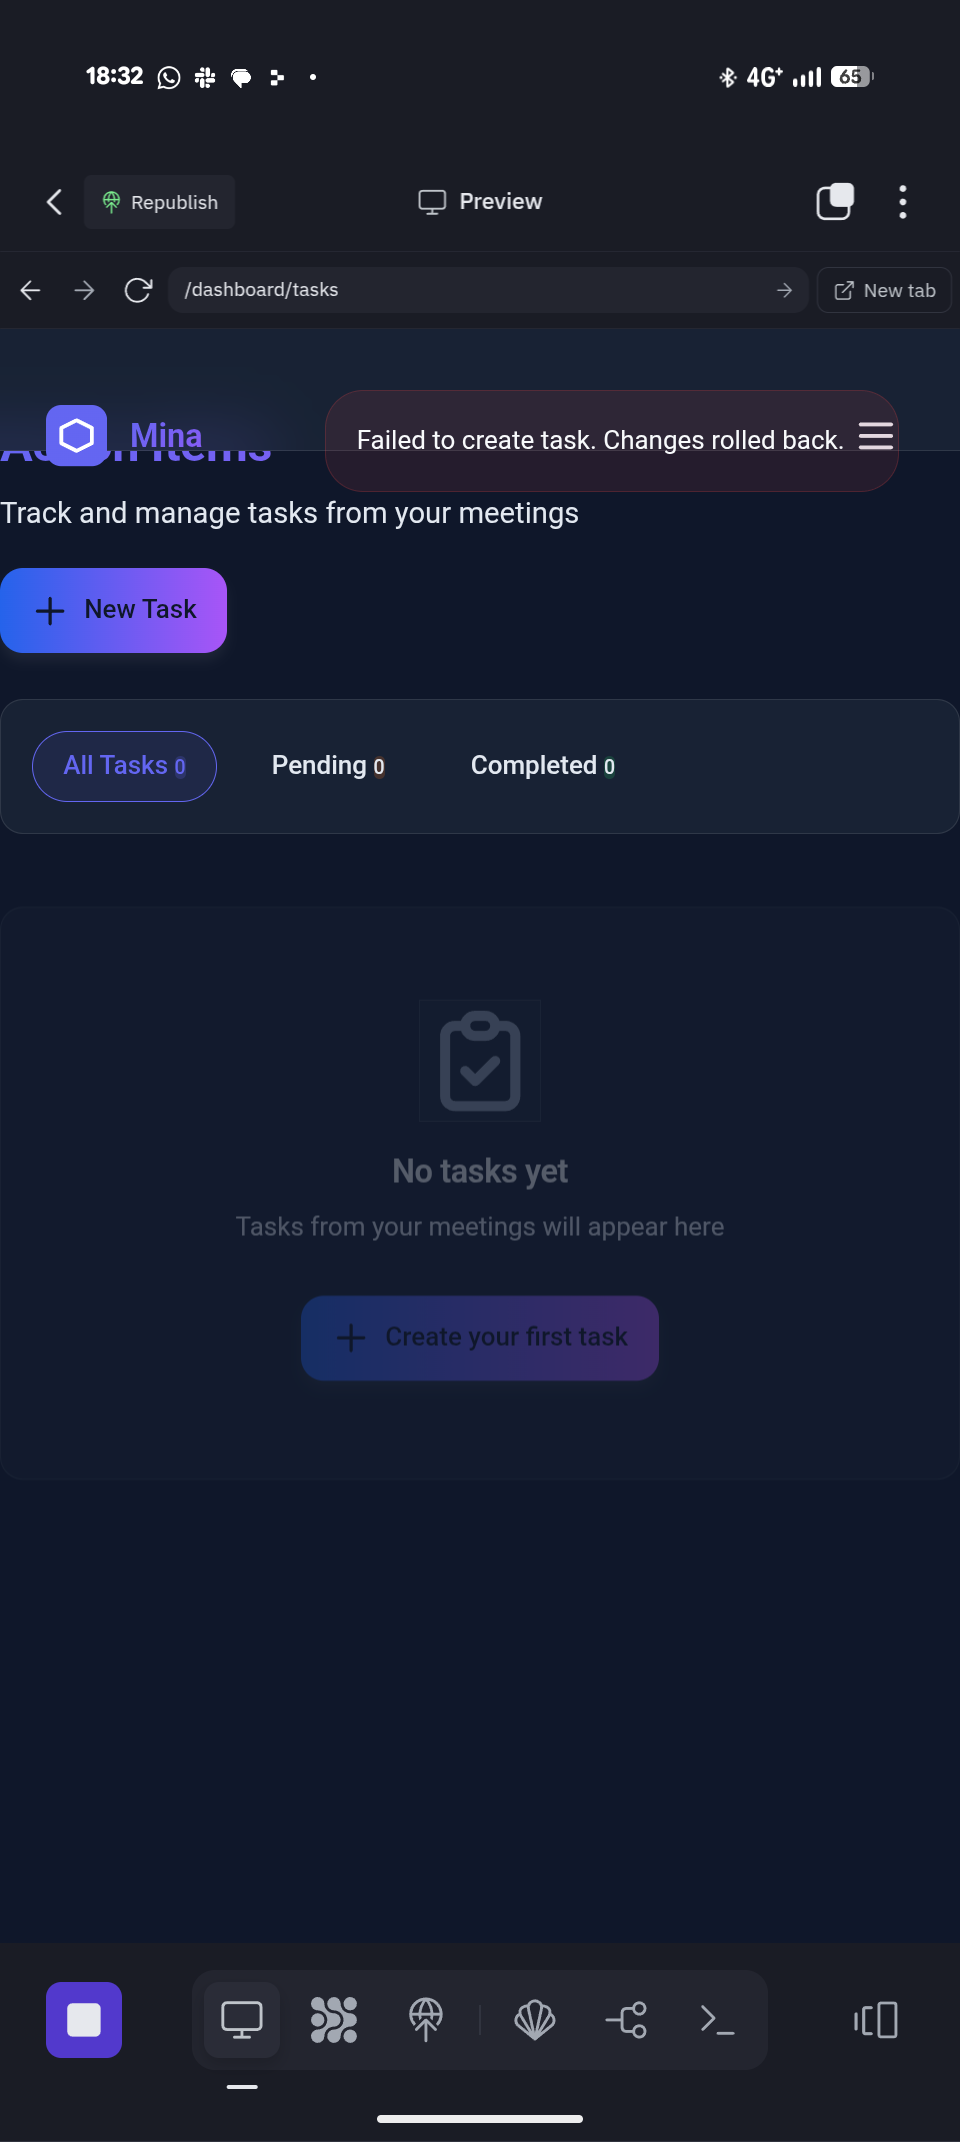 18:32
4G+
65
Republish
Preview
/dashboard/tasks
New tab
Mina
Failed to create task. Changes rolled back.
Action Items
Track and manage tasks from your meetings
New Task
All Tasks 0
Pending 0
Completed 0
No tasks yet
Tasks from your meetings will appear here
Create your first task